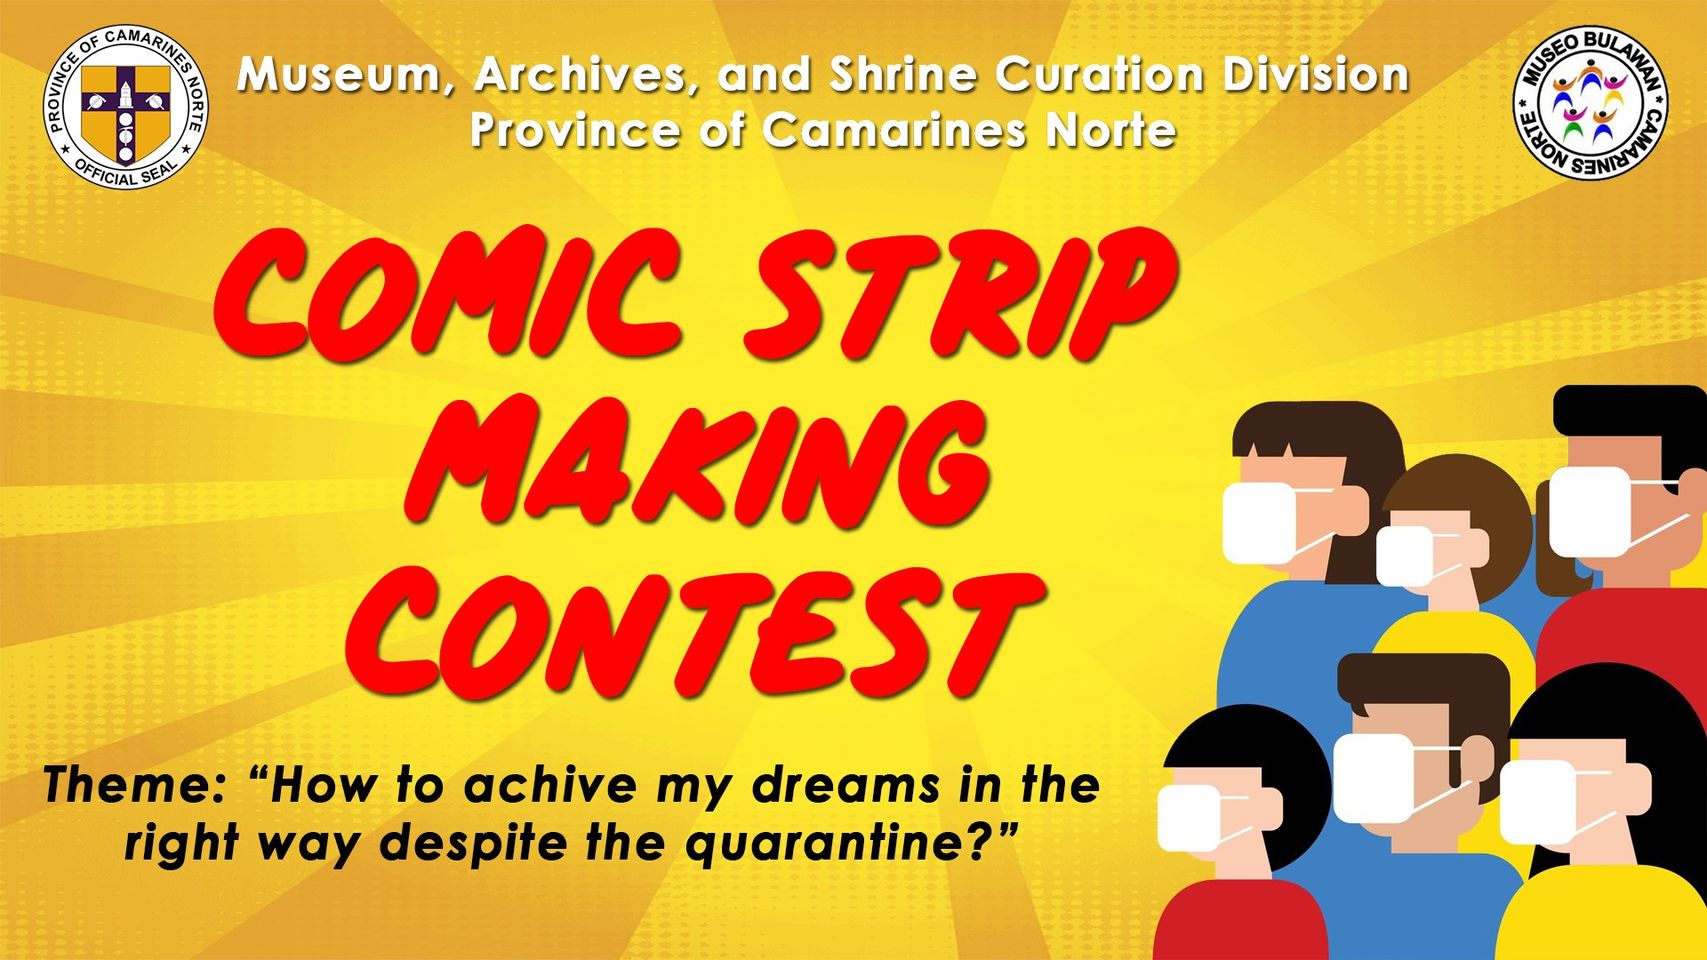 PROVINCE OF CAMARINES NORTE
★ OFFICIAL SEAL ★
Museum, Archives, and Shrine Curation Division
Province of Camarines Norte
MUSEO BULAWAN * CAMARINES NORTE *
COMIC STRIP
MAKING
CONTEST
Theme: “How to achive my dreams in the
right way despite the quarantine?”